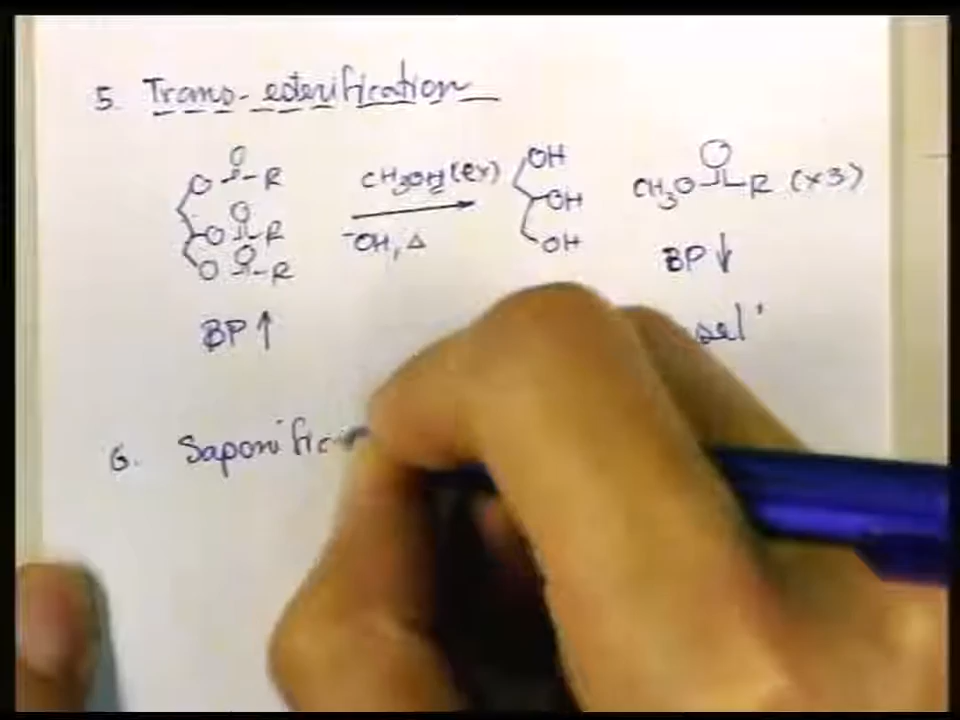 5. Trans-esterification
O O R CH3OH (ex) OH CH3O O R (x3)
O O R ⁻OH, Δ OH
O O R OH BP ↓
BP ↑
6. Saponific